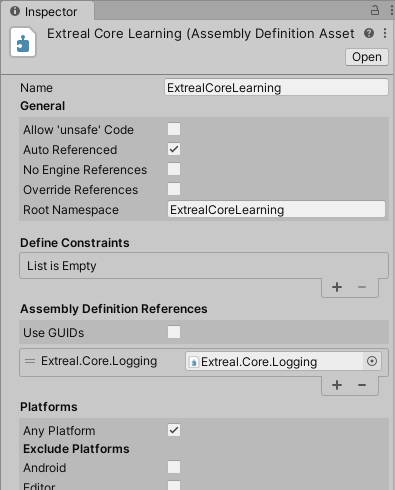 Inspector
Extreal Core Learning (Assembly Definition Asset
Open
Name ExtrealCoreLearning
General
Allow 'unsafe' Code
Auto Referenced
No Engine References
Override References
Root Namespace ExtrealCoreLearning
Define Constraints
List is Empty
+ −
Assembly Definition References
Use GUIDs
Extreal.Core.Logging Extreal.Core.Logging
+ −
Platforms
Any Platform
Exclude Platforms
Android
Editor